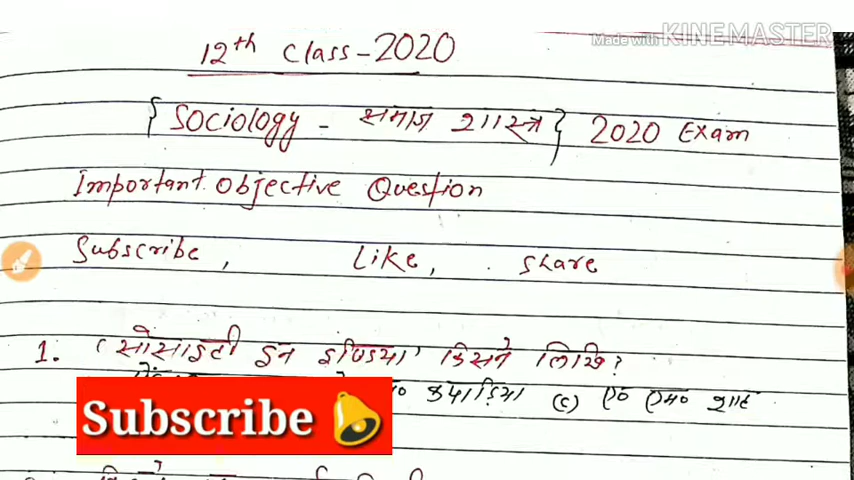 Made with KINEMASTER
12th Class-2020
{Sociology - समाज शास्त्र} 2020 Exam
Important Objective Question
Subscribe, Like, Share
1. 'सोसाइटी इन इण्डिया' किसने लिखि?
कपाड़िया (c) ए० एम० शाह
Subscribe